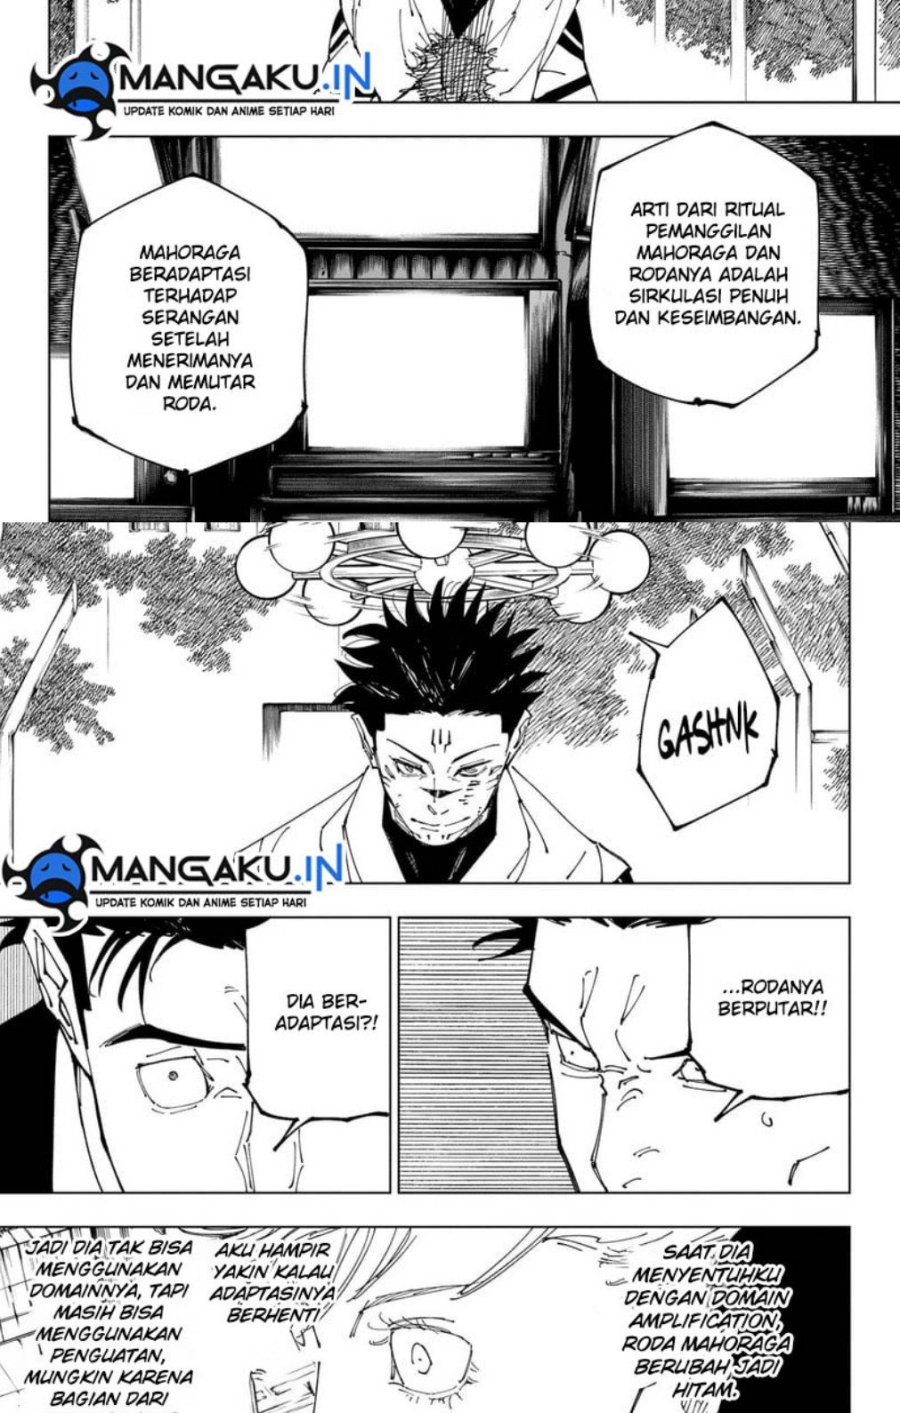 MANGAKU.IN
UPDATE KOMIK DAN ANIME SETIAP HARI
ARTI DARI RITUAL
PEMANGGILAN
MAHORAGA DAN
RODANYA ADALAH
SIRKULASI PENUH
DAN KESEIMBANGAN.
MAHORAGA
BERADAPTASI
TERHADAP
SERANGAN
SETELAH
MENERIMANYA
DAN MEMUTAR
RODA.
GASHNK
MANGAKU.IN
UPDATE KOMIK DAN ANIME SETIAP HARI
...RODANYA
BERPUTAR!!
DIA BER-
ADAPTASI?!
SAAT DIA
MENYENTUHKU
DENGAN DOMAIN
AMPLIFICATION,
RODA MAHORAGA
BERUBAH JADI
HITAM.
AKU HAMPIR
YAKIN KALAU
ADAPTASINYA
BERHENTI
JADI DIA TAK BISA
MENGGUNAKAN
DOMAINNYA, TAPI
MASIH BISA
MENGGUNAKAN
PENGUATAN,
MUNGKIN KARENA
BAGIAN DARI